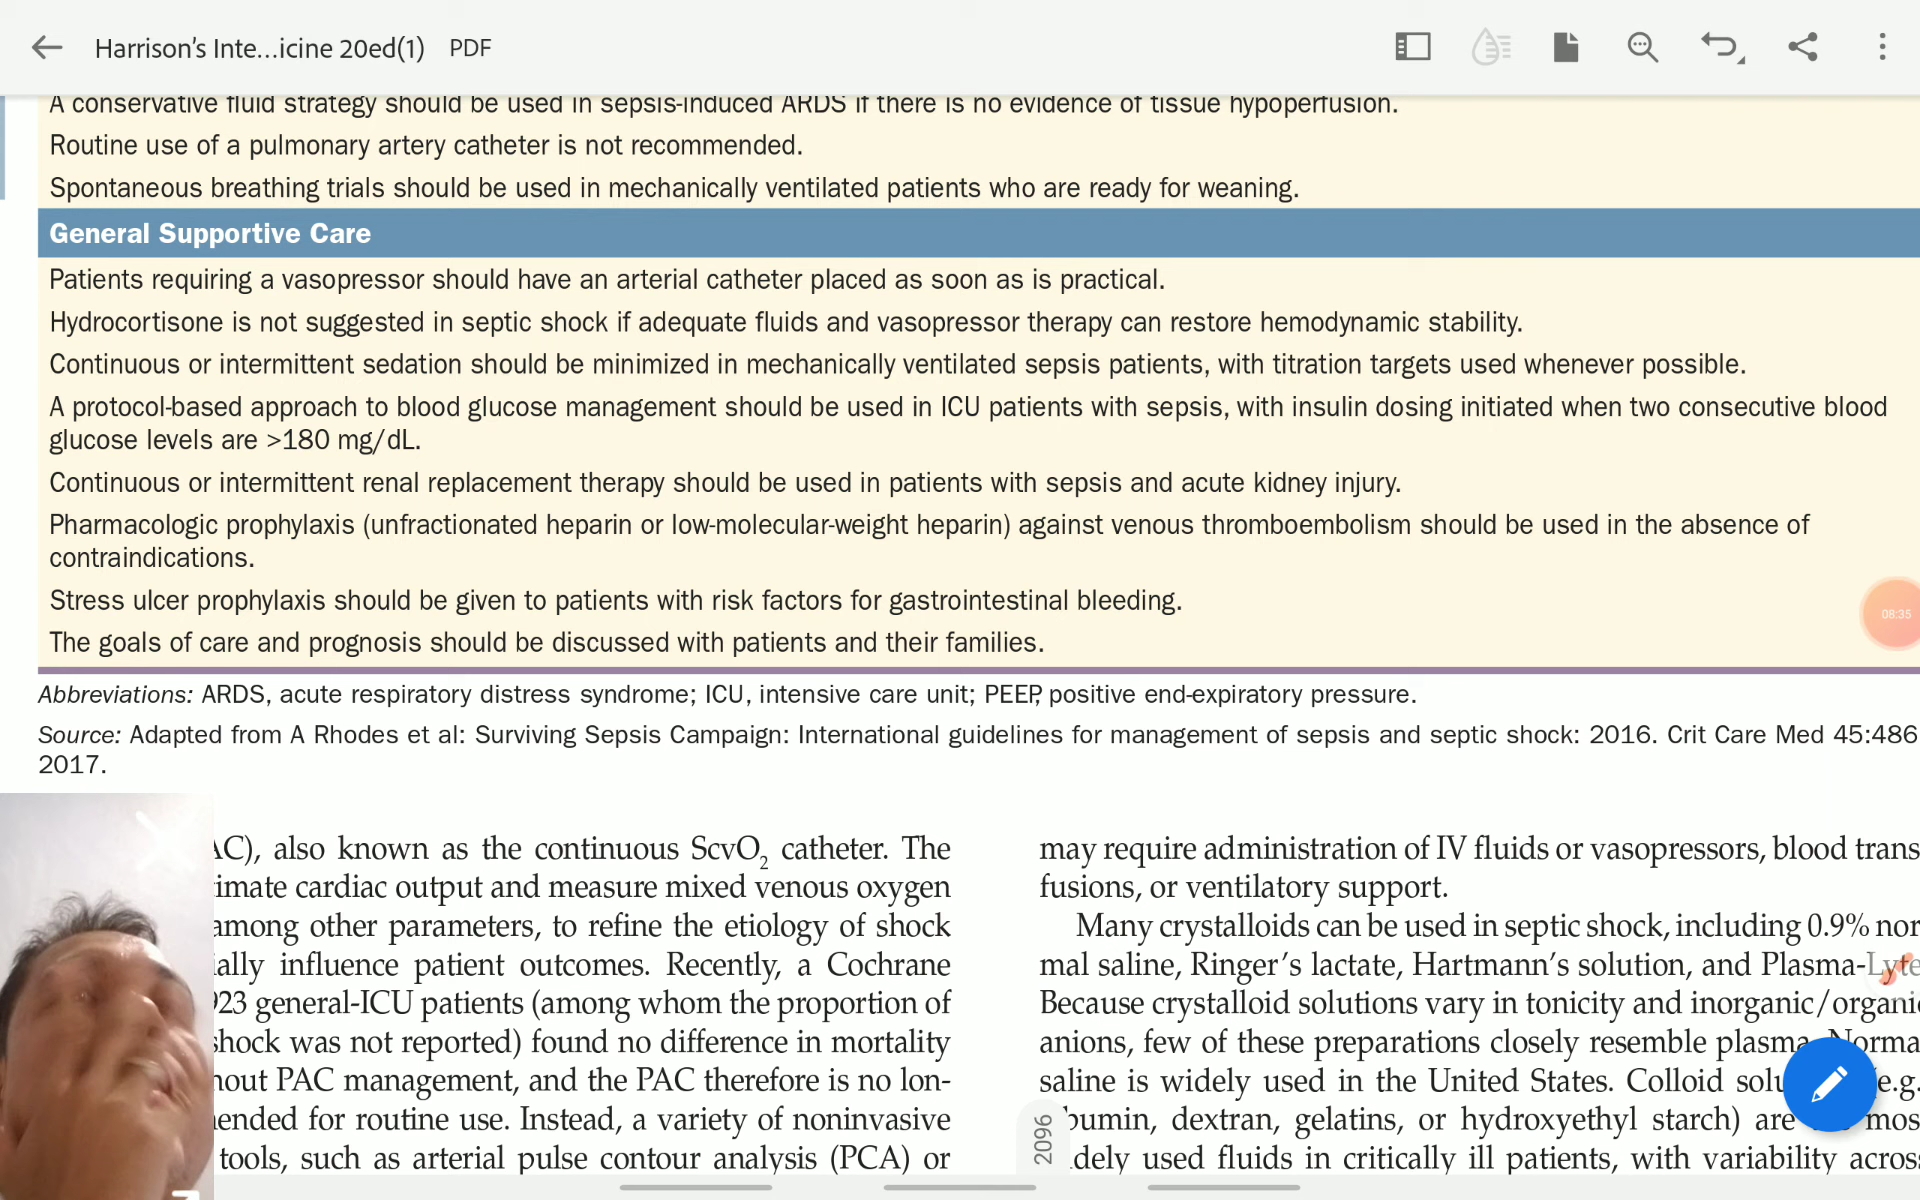 Harrison's Inte...icine 20ed(1) PDF
A conservative fluid strategy should be used in sepsis-induced ARDS if there is no evidence of tissue hypoperfusion.
Routine use of a pulmonary artery catheter is not recommended.
Spontaneous breathing trials should be used in mechanically ventilated patients who are ready for weaning.
General Supportive Care
Patients requiring a vasopressor should have an arterial catheter placed as soon as is practical.
Hydrocortisone is not suggested in septic shock if adequate fluids and vasopressor therapy can restore hemodynamic stability.
Continuous or intermittent sedation should be minimized in mechanically ventilated sepsis patients, with titration targets used whenever possible.
A protocol-based approach to blood glucose management should be used in ICU patients with sepsis, with insulin dosing initiated when two consecutive blood
glucose levels are >180 mg/dL.
Continuous or intermittent renal replacement therapy should be used in patients with sepsis and acute kidney injury.
Pharmacologic prophylaxis (unfractionated heparin or low-molecular-weight heparin) against venous thromboembolism should be used in the absence of
contraindications.
Stress ulcer prophylaxis should be given to patients with risk factors for gastrointestinal bleeding.
08:35
The goals of care and prognosis should be discussed with patients and their families.
Abbreviations: ARDS, acute respiratory distress syndrome; ICU, intensive care unit; PEEP, positive end-expiratory pressure.
Source: Adapted from A Rhodes et al: Surviving Sepsis Campaign: International guidelines for management of sepsis and septic shock: 2016. Crit Care Med 45:486
2017.
AC), also known as the continuous ScvO2 catheter. The
timate cardiac output and measure mixed venous oxygen
among other parameters, to refine the etiology of shock
ially influence patient outcomes. Recently, a Cochrane
923 general-ICU patients (among whom the proportion of
shock was not reported) found no difference in mortality
hout PAC management, and the PAC therefore is no lon-
ended for routine use. Instead, a variety of noninvasive
tools, such as arterial pulse contour analysis (PCA) or
may require administration of IV fluids or vasopressors, blood trans
fusions, or ventilatory support.
Many crystalloids can be used in septic shock, including 0.9% nor
mal saline, Ringer's lactate, Hartmann's solution, and Plasma-Lyte
Because crystalloid solutions vary in tonicity and inorganic/organi
anions, few of these preparations closely resemble plasma. Norma
saline is widely used in the United States. Colloid solu (e.g.
bumin, dextran, gelatins, or hydroxyethyl starch) are mos
dely used fluids in critically ill patients, with variability acros
2096